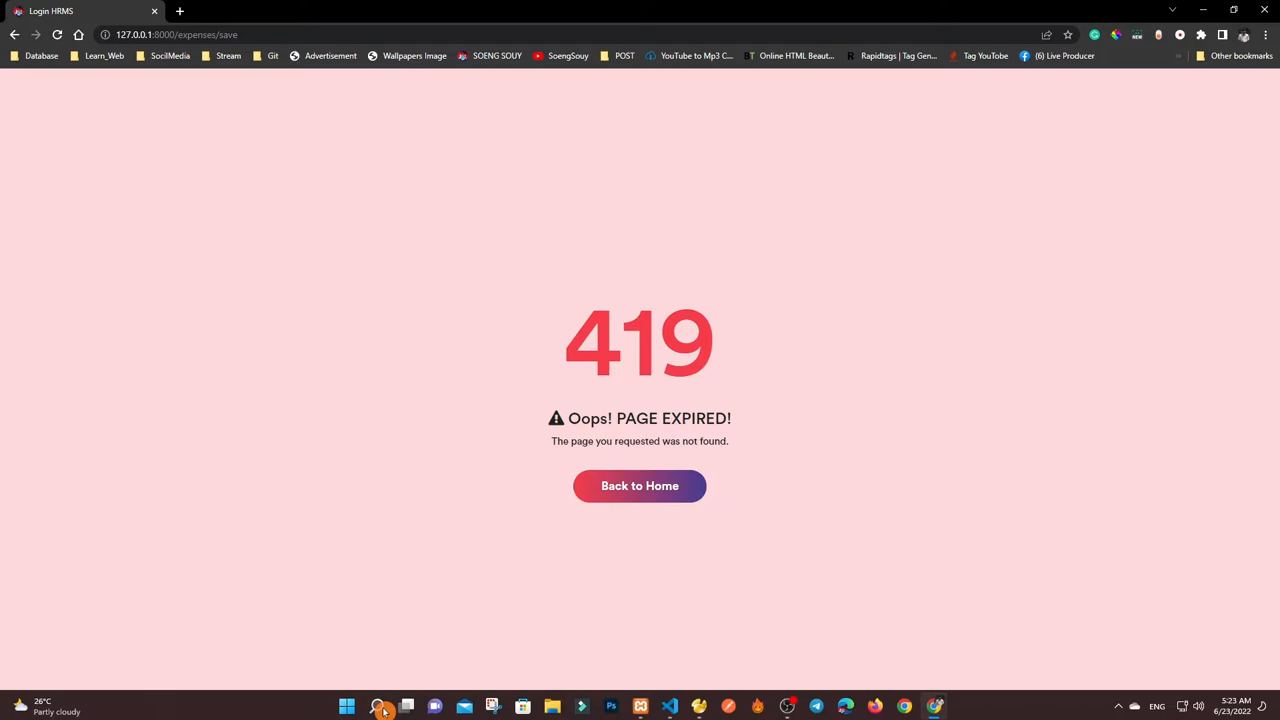 Login HRMS
127.0.0.1:8000/expenses/save
Database Learn_Web SocilMedia Stream Git Advertisement Wallpapers Image SOENG SOUY SoengSouy POST YouTube to Mp3 C... Online HTML Beaut... Rapidtags | Tag Gen... Tag YouTube (6) Live Producer » Other bookmarks
419
Oops! PAGE EXPIRED!
The page you requested was not found.
Back to Home
26°C
Partly cloudy
ENG
5:23 AM
6/23/2022